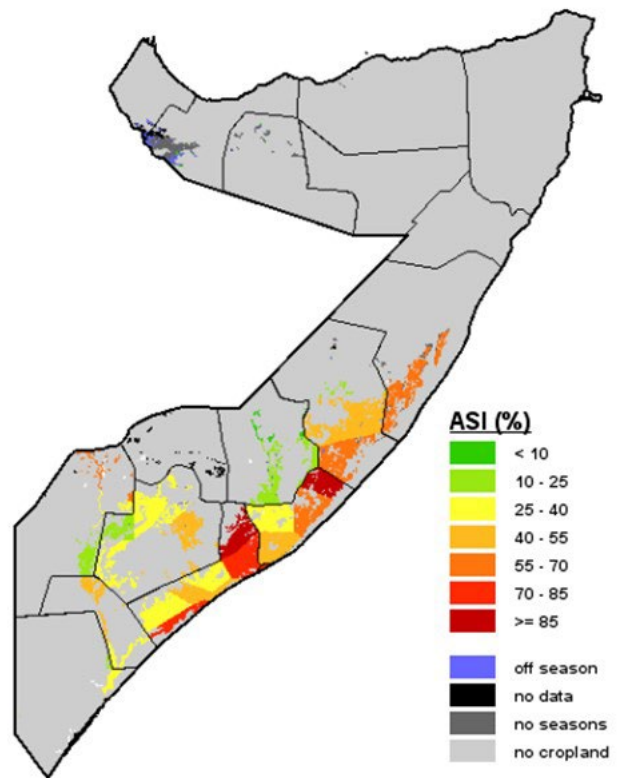 ASI (%)
< 10
10 - 25
25 - 40
40 - 55
55 - 70
70 - 85
>= 85
off season
no data
no seasons
no cropland